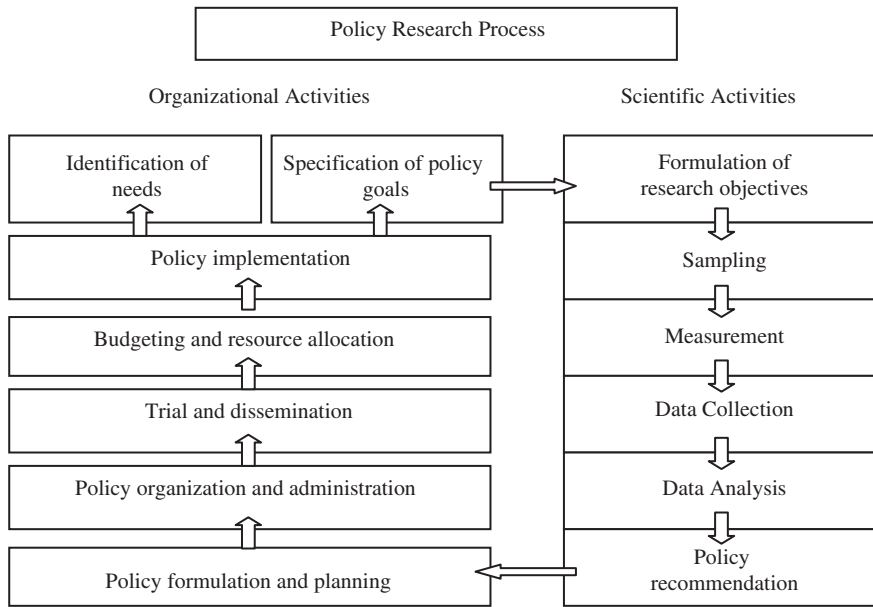 Policy Research Process
Organizational Activities
Scientific Activities
Identification of
needs
Specification of policy
goals
Formulation of
research objectives
Policy implementation
Sampling
Budgeting and resource allocation
Measurement
Trial and dissemination
Data Collection
Policy organization and administration
Data Analysis
Policy formulation and planning
Policy
recommendation